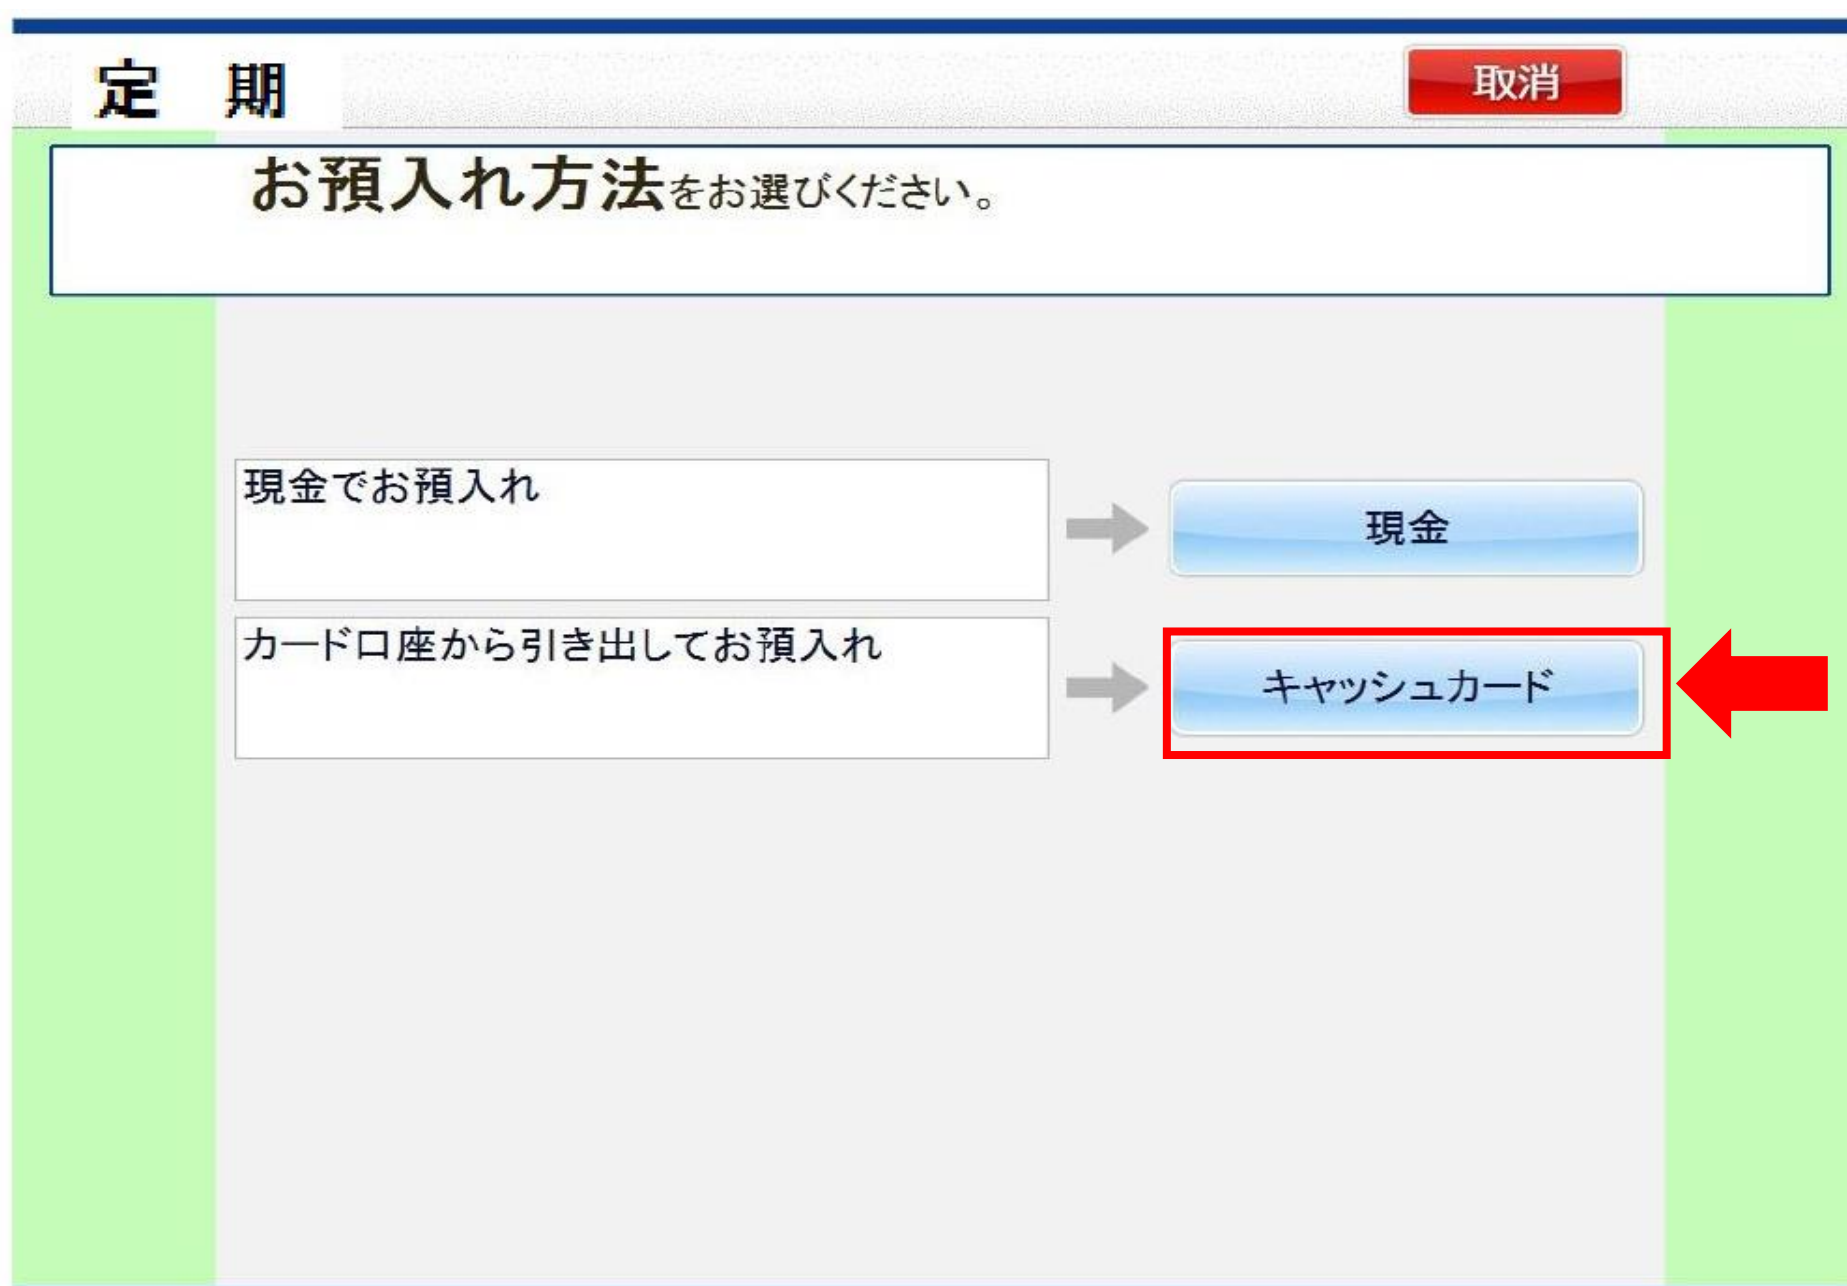 定　期
取消
お預入れ方法をお選びください。
現金でお預入れ
現金
カード口座から引き出してお預入れ
キャッシュカード